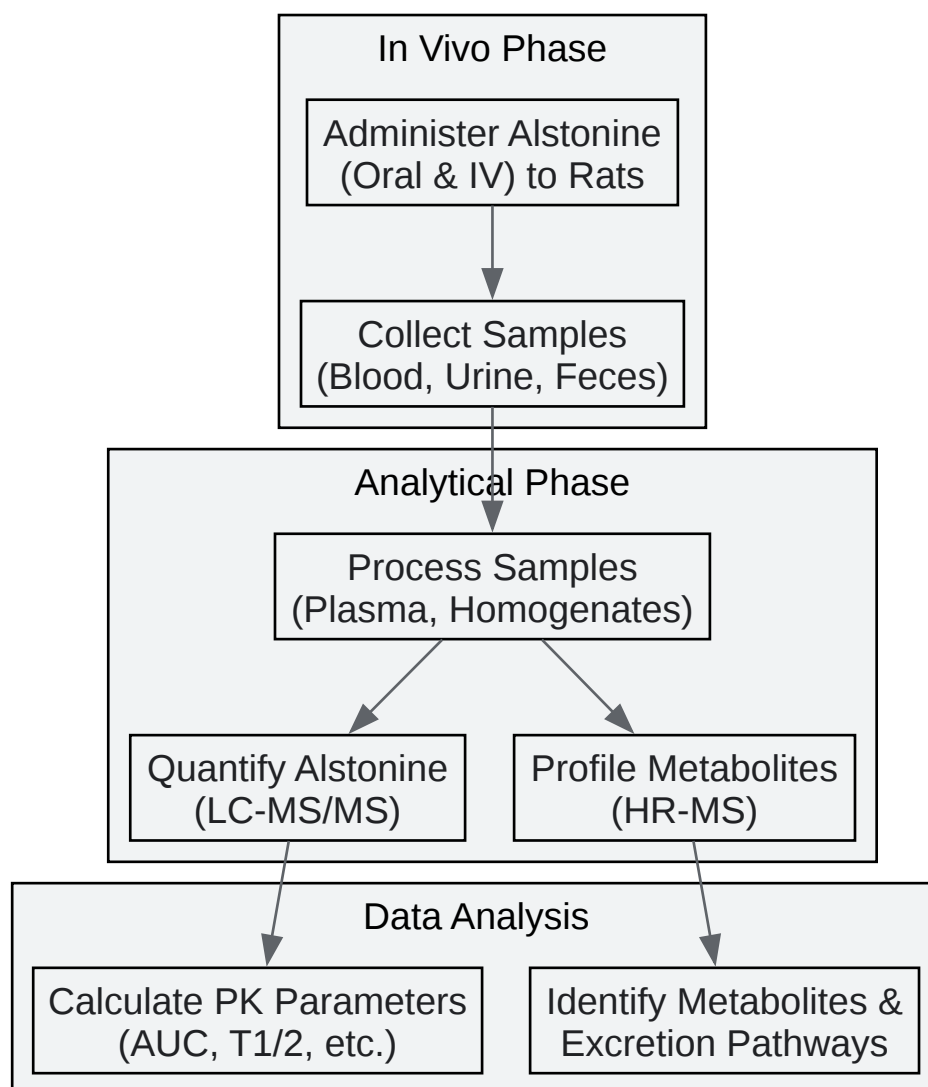 In Vivo Phase
Administer Alstonine
(Oral & IV) to Rats
Collect Samples
(Blood, Urine, Feces)
Analytical Phase
Process Samples
(Plasma, Homogenates)
Quantify Alstonine
(LC-MS/MS)
Profile Metabolites
(HR-MS)
Data Analysis
Calculate PK Parameters
(AUC, T1/2, etc.)
Identify Metabolites &
Excretion Pathways